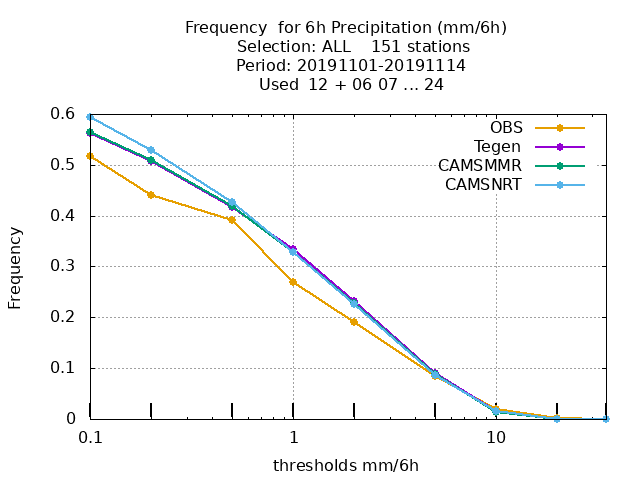 Frequency  for 6h Precipitation (mm/6h)
Selection: ALL    151 stations
Period: 20191101-20191114
Used  12 + 06 07 ... 24
0.6
0.5
0.4
0.3
0.2
0.1
0
Frequency
OBS
Tegen
CAMSMMR
CAMSNRT
0.1 1 10
thresholds mm/6h